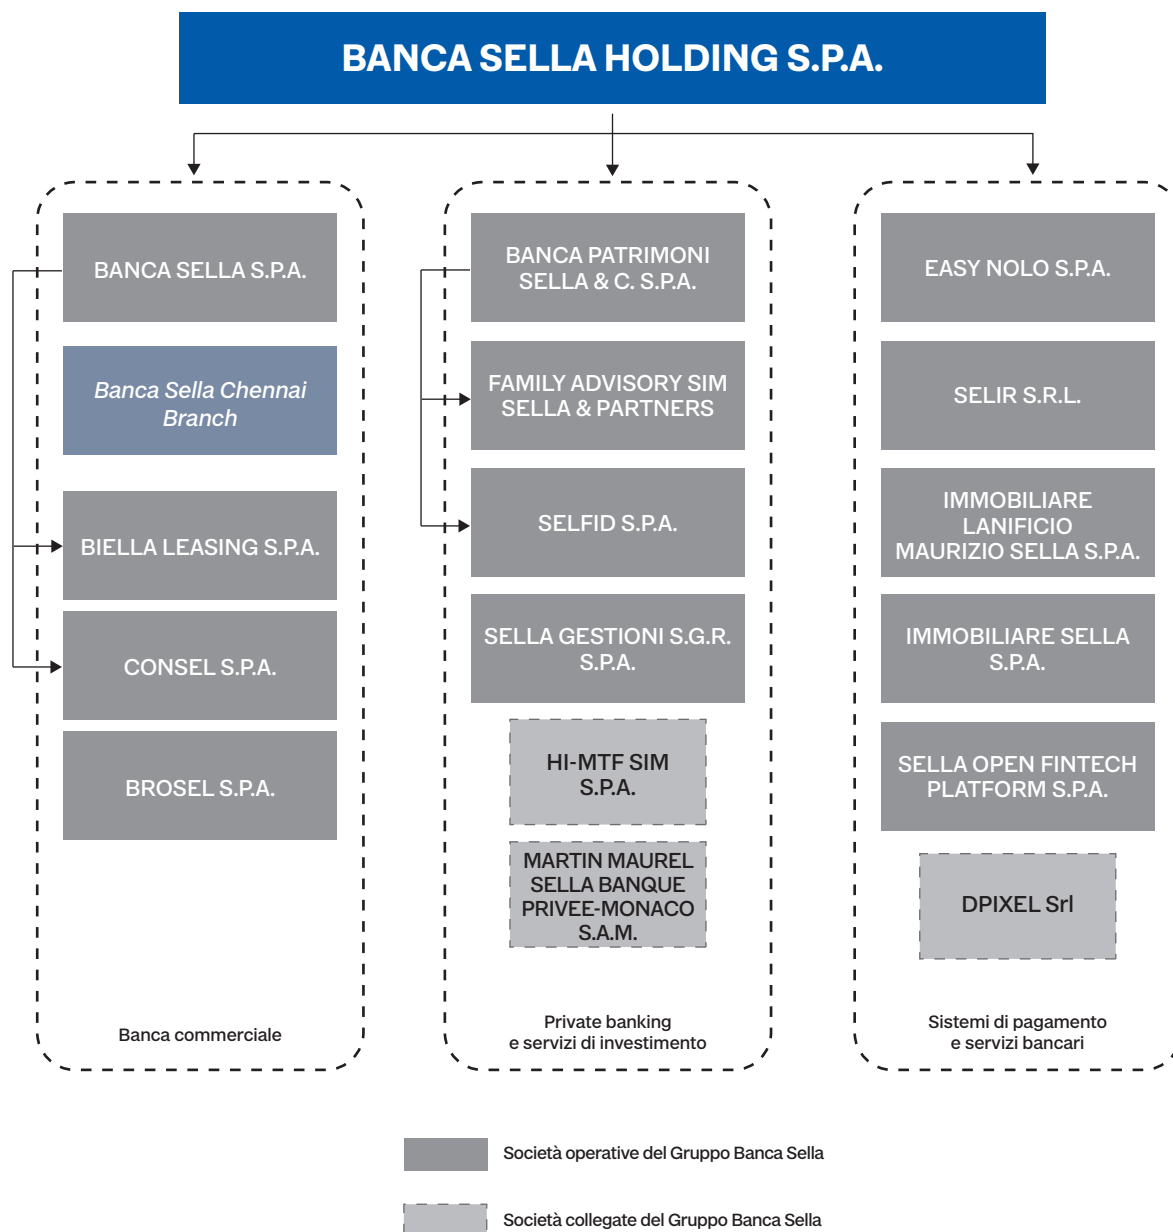 BANCA SELLA HOLDING S.P.A.
BANCA SELLA S.P.A.
Banca Sella Chennai
Branch
BIELLA LEASING S.P.A.
CONSEL S.P.A.
BROSEL S.P.A.
Banca commerciale
BANCA PATRIMONI
SELLA & C. S.P.A.
FAMILY ADVISORY SIM
SELLA & PARTNERS
SELFID S.P.A.
SELLA GESTIONI S.G.R.
S.P.A.
HI-MTF SIM
S.P.A.
MARTIN MAUREL
SELLA BANQUE
PRIVEE-MONACO
S.A.M.
Private banking
e servizi di investimento
EASY NOLO S.P.A.
SELIR S.R.L.
IMMOBILIARE
LANIFICIO
MAURIZIO SELLA S.P.A.
IMMOBILIARE SELLA
S.P.A.
SELLA OPEN FINTECH
PLATFORM S.P.A.
DPIXEL Srl
Sistemi di pagamento
e servizi bancari
Società operative del Gruppo Banca Sella
Società collegate del Gruppo Banca Sella